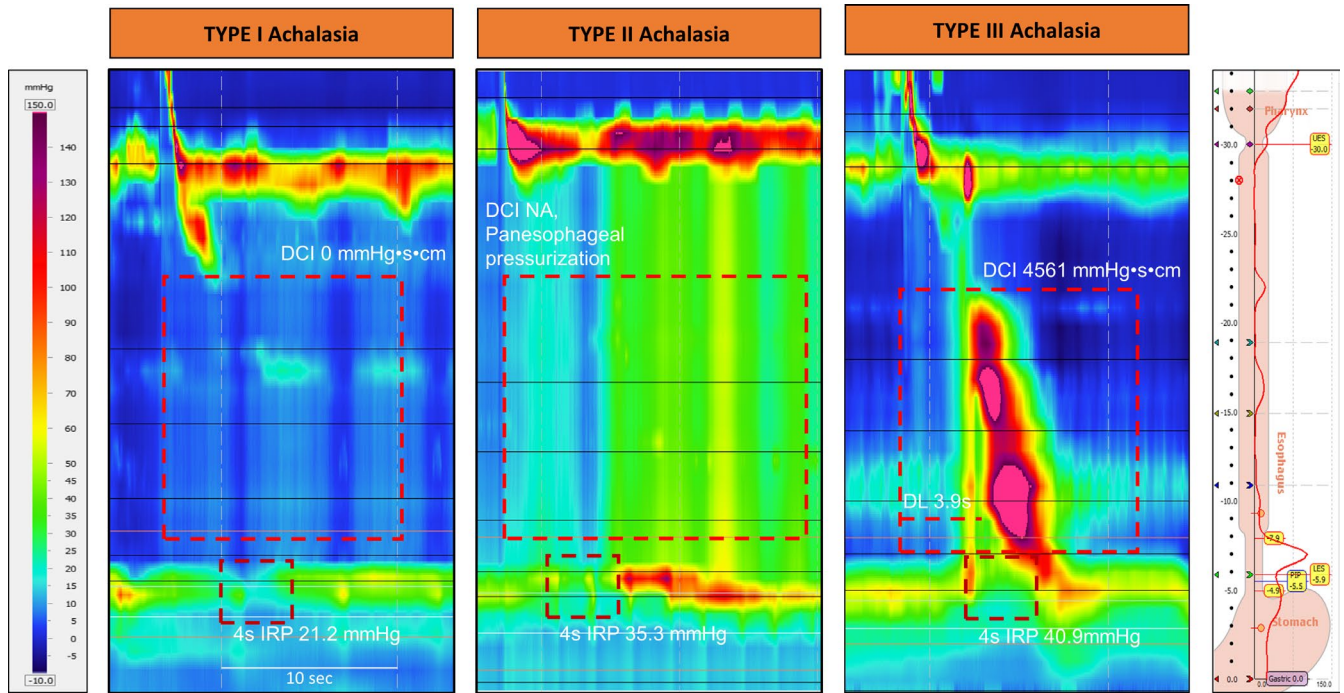 TYPE I Achalasia
TYPE II Achalasia
TYPE III Achalasia
mmHg
150.0
140
130
120
110
100
90
80
70
60
50
45
40
35
30
25
20
15
10
5
0
-5
-10.0
DCI 0 mmHg•s•cm
4s IRP 21.2 mmHg
10 sec
DCI NA,
Panesophageal
pressurization
4s IRP 35.3 mmHg
DCI 4561 mmHg•s•cm
DL 3.9s
4s IRP 40.9mmHg
Pharynx
UES
-30.0
-30.0
-25.0
-20.0
-15.0
Esophagus
-10.0
-7.9
LES
-5.9
PIP
-5.5
-4.9
-5.0
Stomach
Gastric 0.0
0.0
0.0
150.0